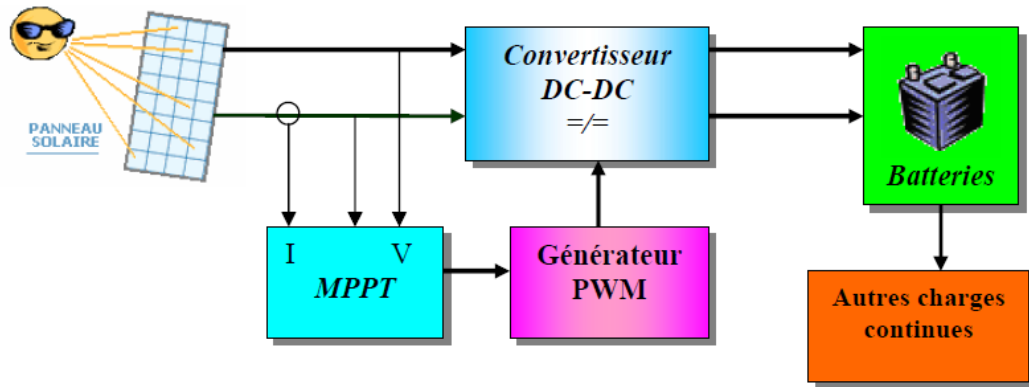 PANNEAU
SOLAIRE
Convertisseur
DC-DC
=/=
Batteries
I V
MPPT
Générateur
PWM
Autres charges
continues